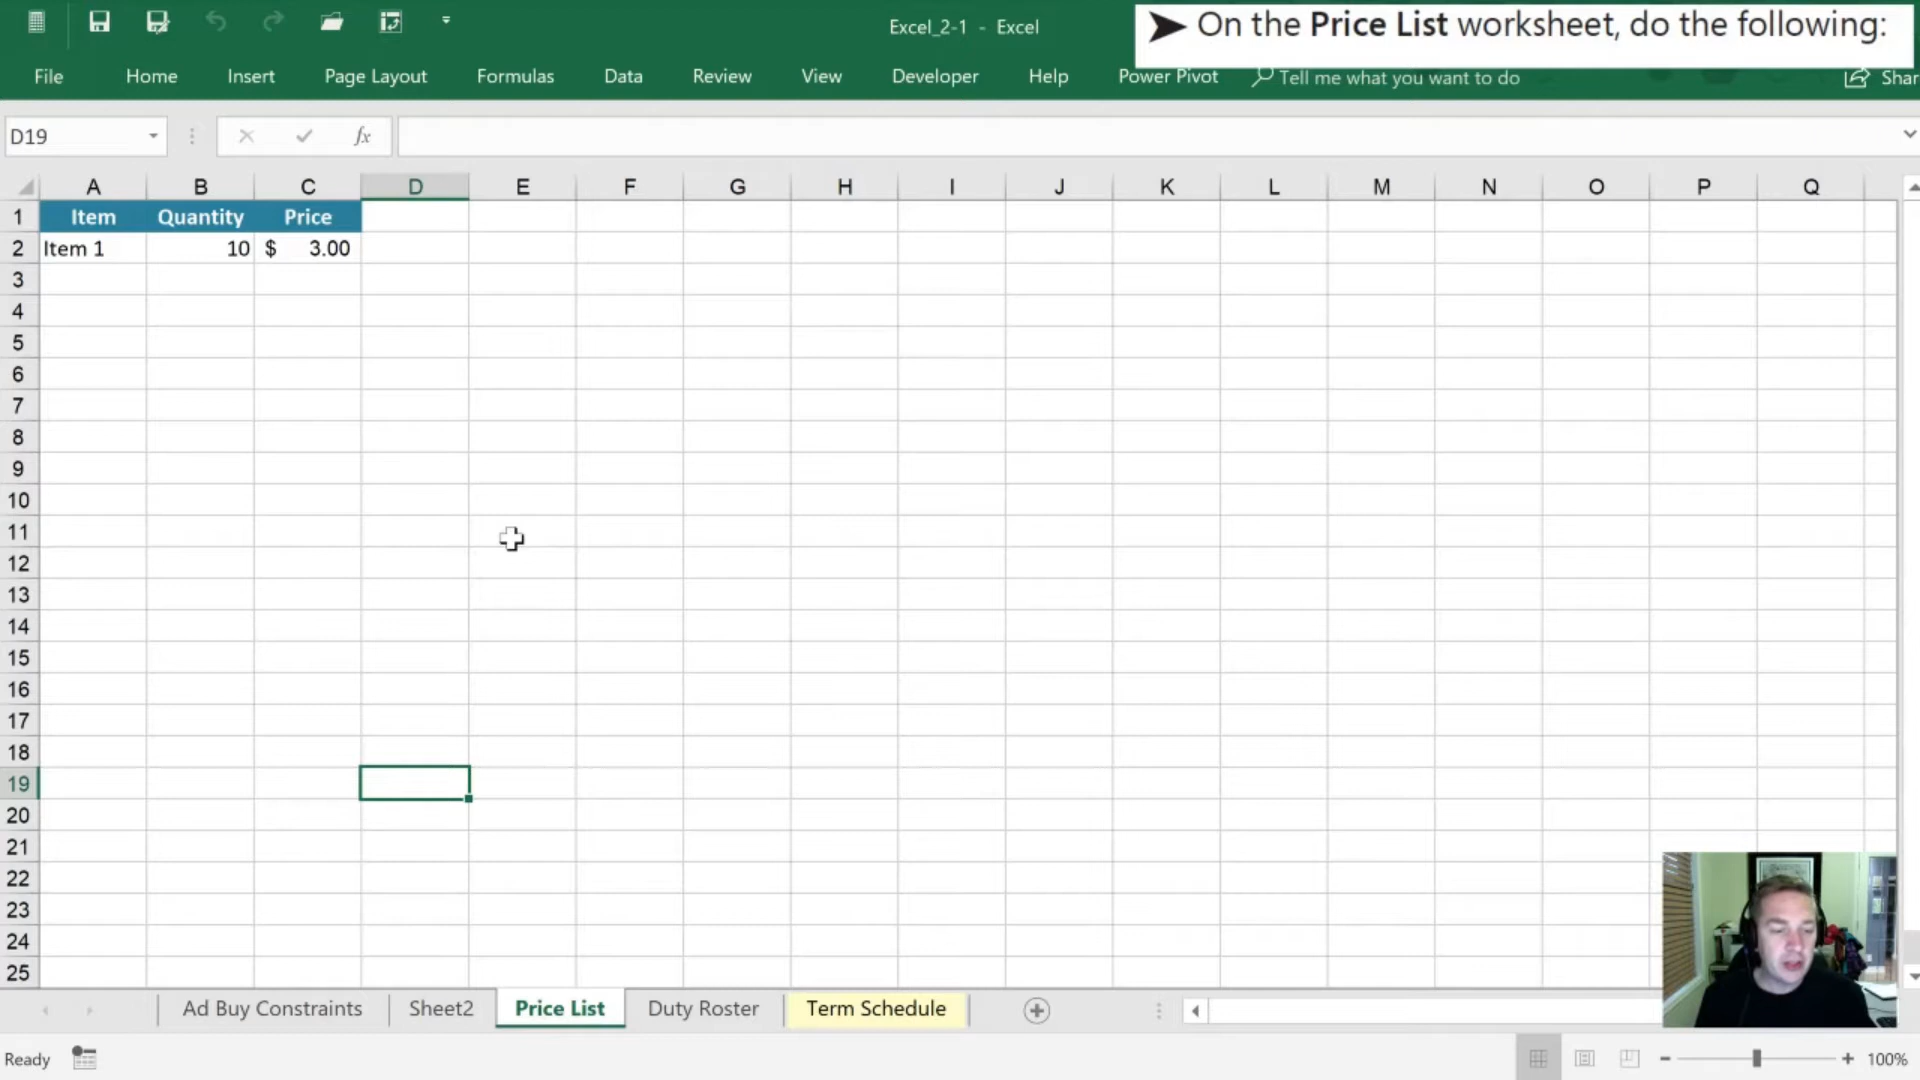 Excel_2-1 - Excel
➤ On the Price List worksheet, do the following:
File Home Insert Page Layout Formulas Data Review View Developer Help Power Pivot Tell me what you want to do Shar
D19 fx
A B C D E F G H I J K L M N O P Q
1 Item Quantity Price
2 Item 1 10 $ 3.00
3
4
5
6
7
8
9
10
11
12
13
14
15
16
17
18
19
20
21
22
23
24
25
Ad Buy Constraints Sheet2 Price List Duty Roster Term Schedule
Ready 100%